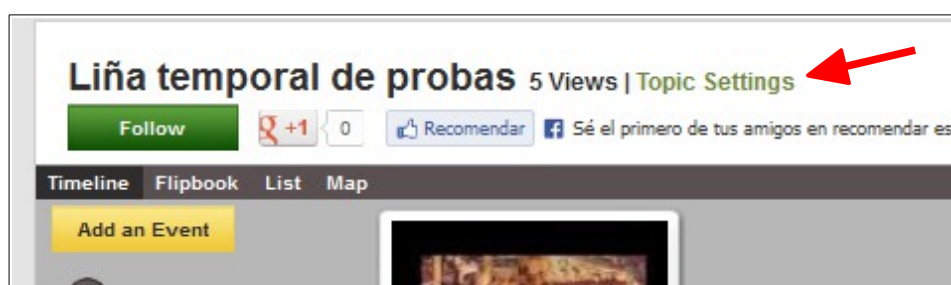 Liña temporal de probas 5 Views | Topic Settings
Follow g +1 0 Recomendar Sé el primero de tus amigos en recomendar es
Timeline Flipbook List Map
Add an Event